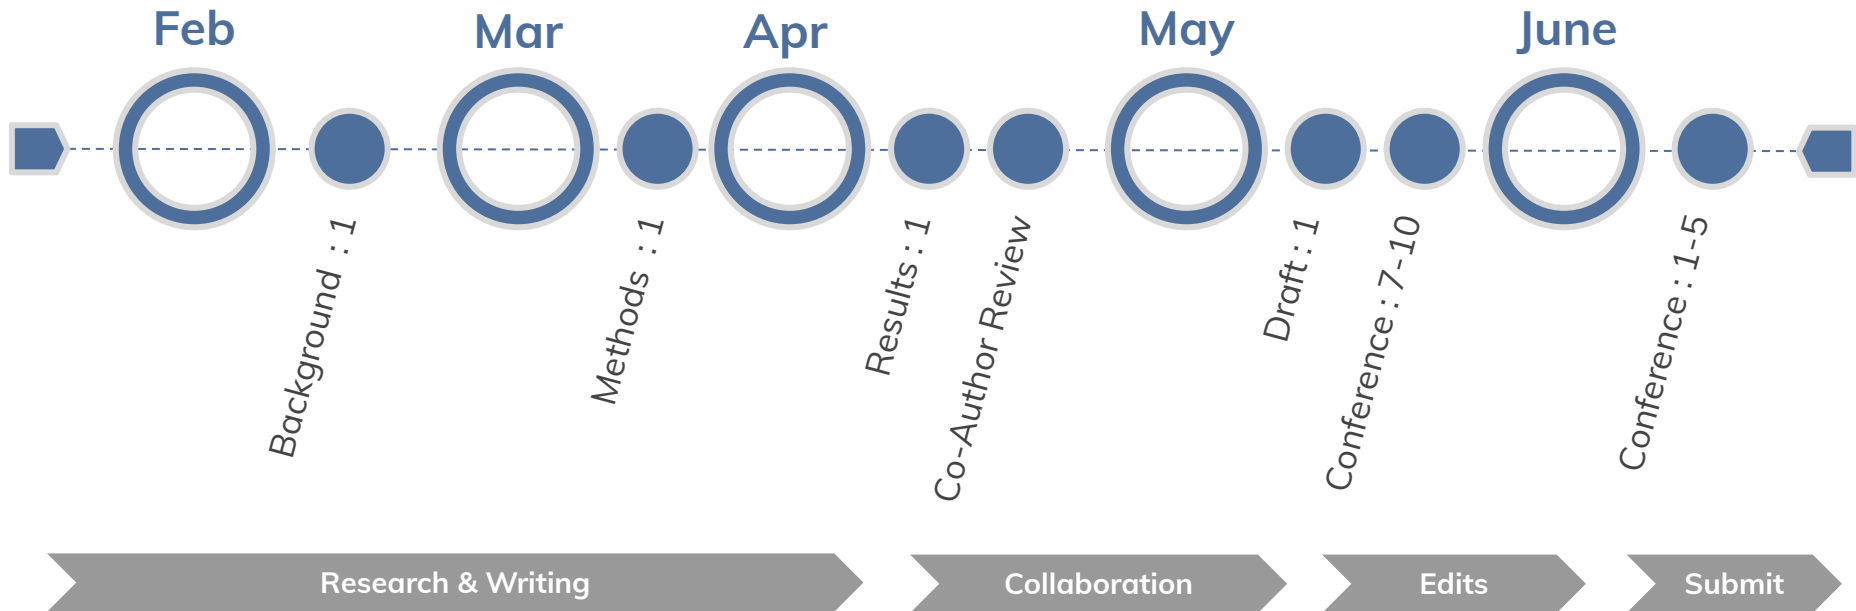 Feb
Mar
Apr
May
June
Background : 1
Methods : 1
Results : 1
Co-Author Review
Draft : 1
Conference : 7-10
Conference : 1-5
Research & Writing
Collaboration
Edits
Submit